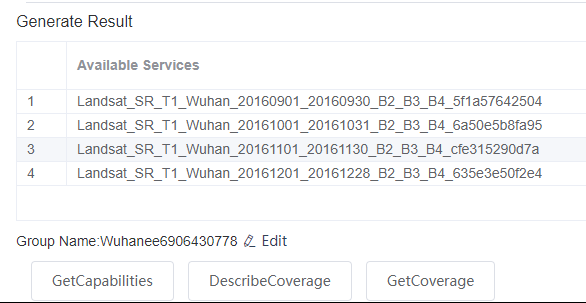 Generate Result
Available Services
1 Landsat_SR_T1_Wuhan_20160901_20160930_B2_B3_B4_5f1a57642504
2 Landsat_SR_T1_Wuhan_20161001_20161031_B2_B3_B4_6a50e5b8fa95
3 Landsat_SR_T1_Wuhan_20161101_20161130_B2_B3_B4_cfe315290d7a
4 Landsat_SR_T1_Wuhan_20161201_20161228_B2_B3_B4_635e3e50f2e4
Group Name:Wuhanee6906430778 Edit
GetCapabilities DescribeCoverage GetCoverage